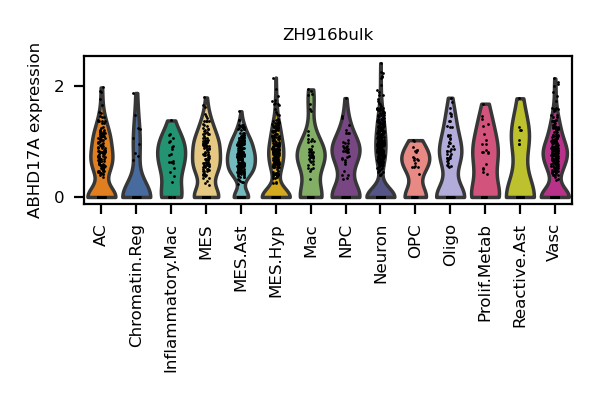 ZH916bulk
ABHD17A expression
2
0
AC
Chromatin.Reg
Inflammatory.Mac
MES
MES.Ast
MES.Hyp
Mac
NPC
Neuron
OPC
Oligo
Prolif.Metab
Reactive.Ast
Vasc